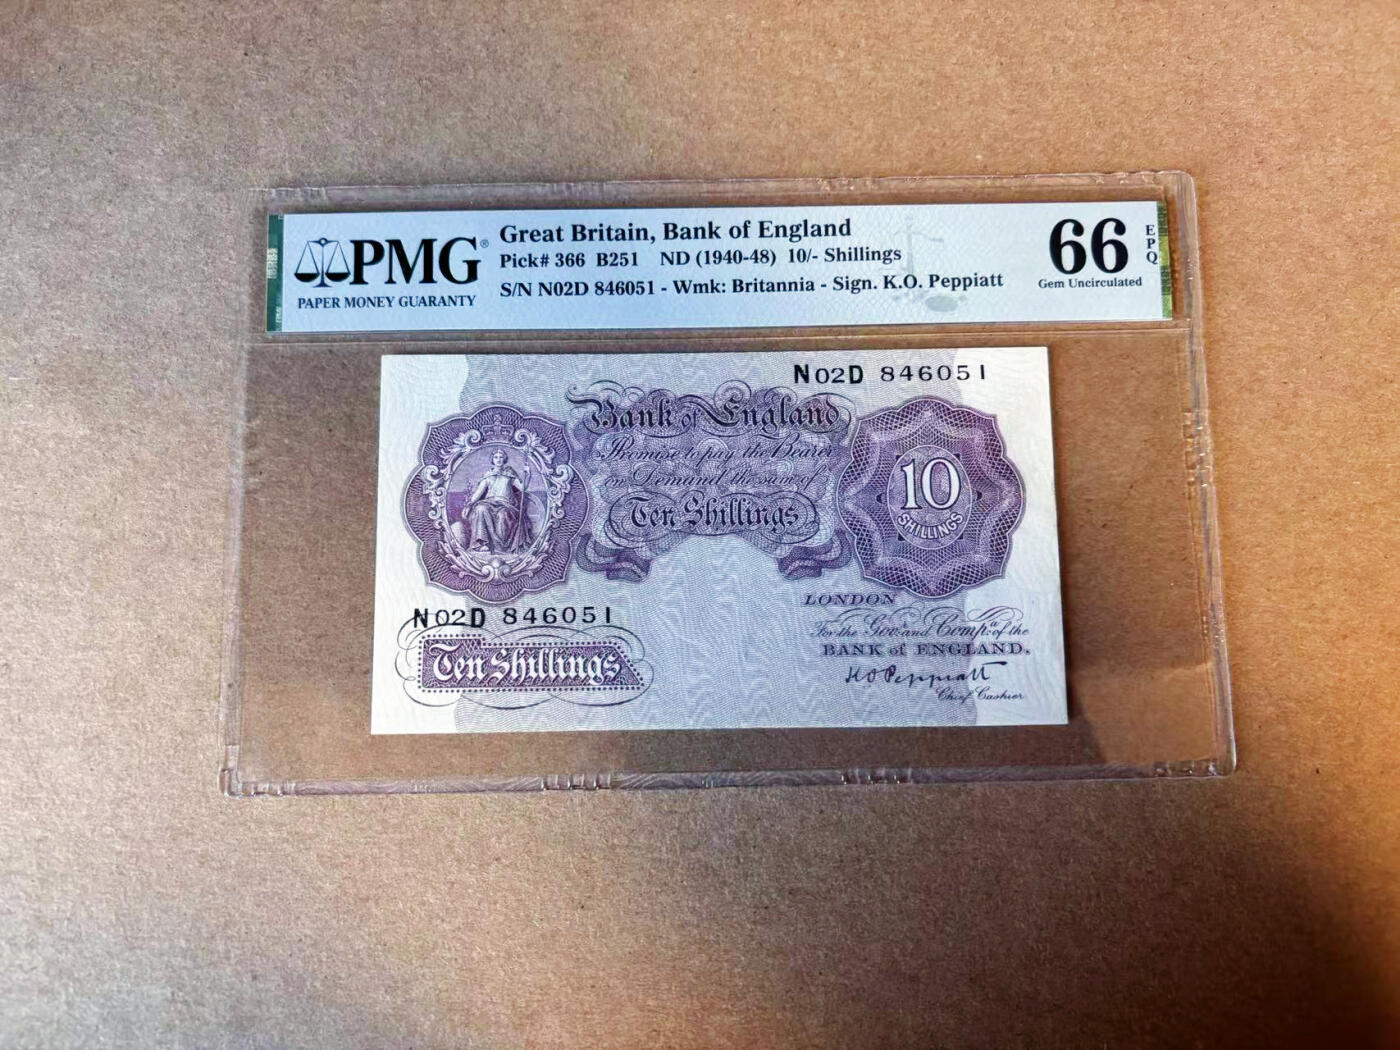 PMG®
PAPER MONEY GUARANTY
Great Britain, Bank of England
Pick# 366 B251 ND (1940-48) 10/- Shillings
S/N N02D 846051 - Wmk: Britannia - Sign. K.O. Peppiatt
66
EPQ
Gem Uncirculated
N02D 846051
Bank of England
Promise to pay the Bearer
on Demand the sum of
Ten Shillings
10
SHILLINGS
N02D 846051
Ten Shillings
LONDON
For the Govr. and Compa. of the
BANK of ENGLAND.
K O Peppiatt
Chief Cashier